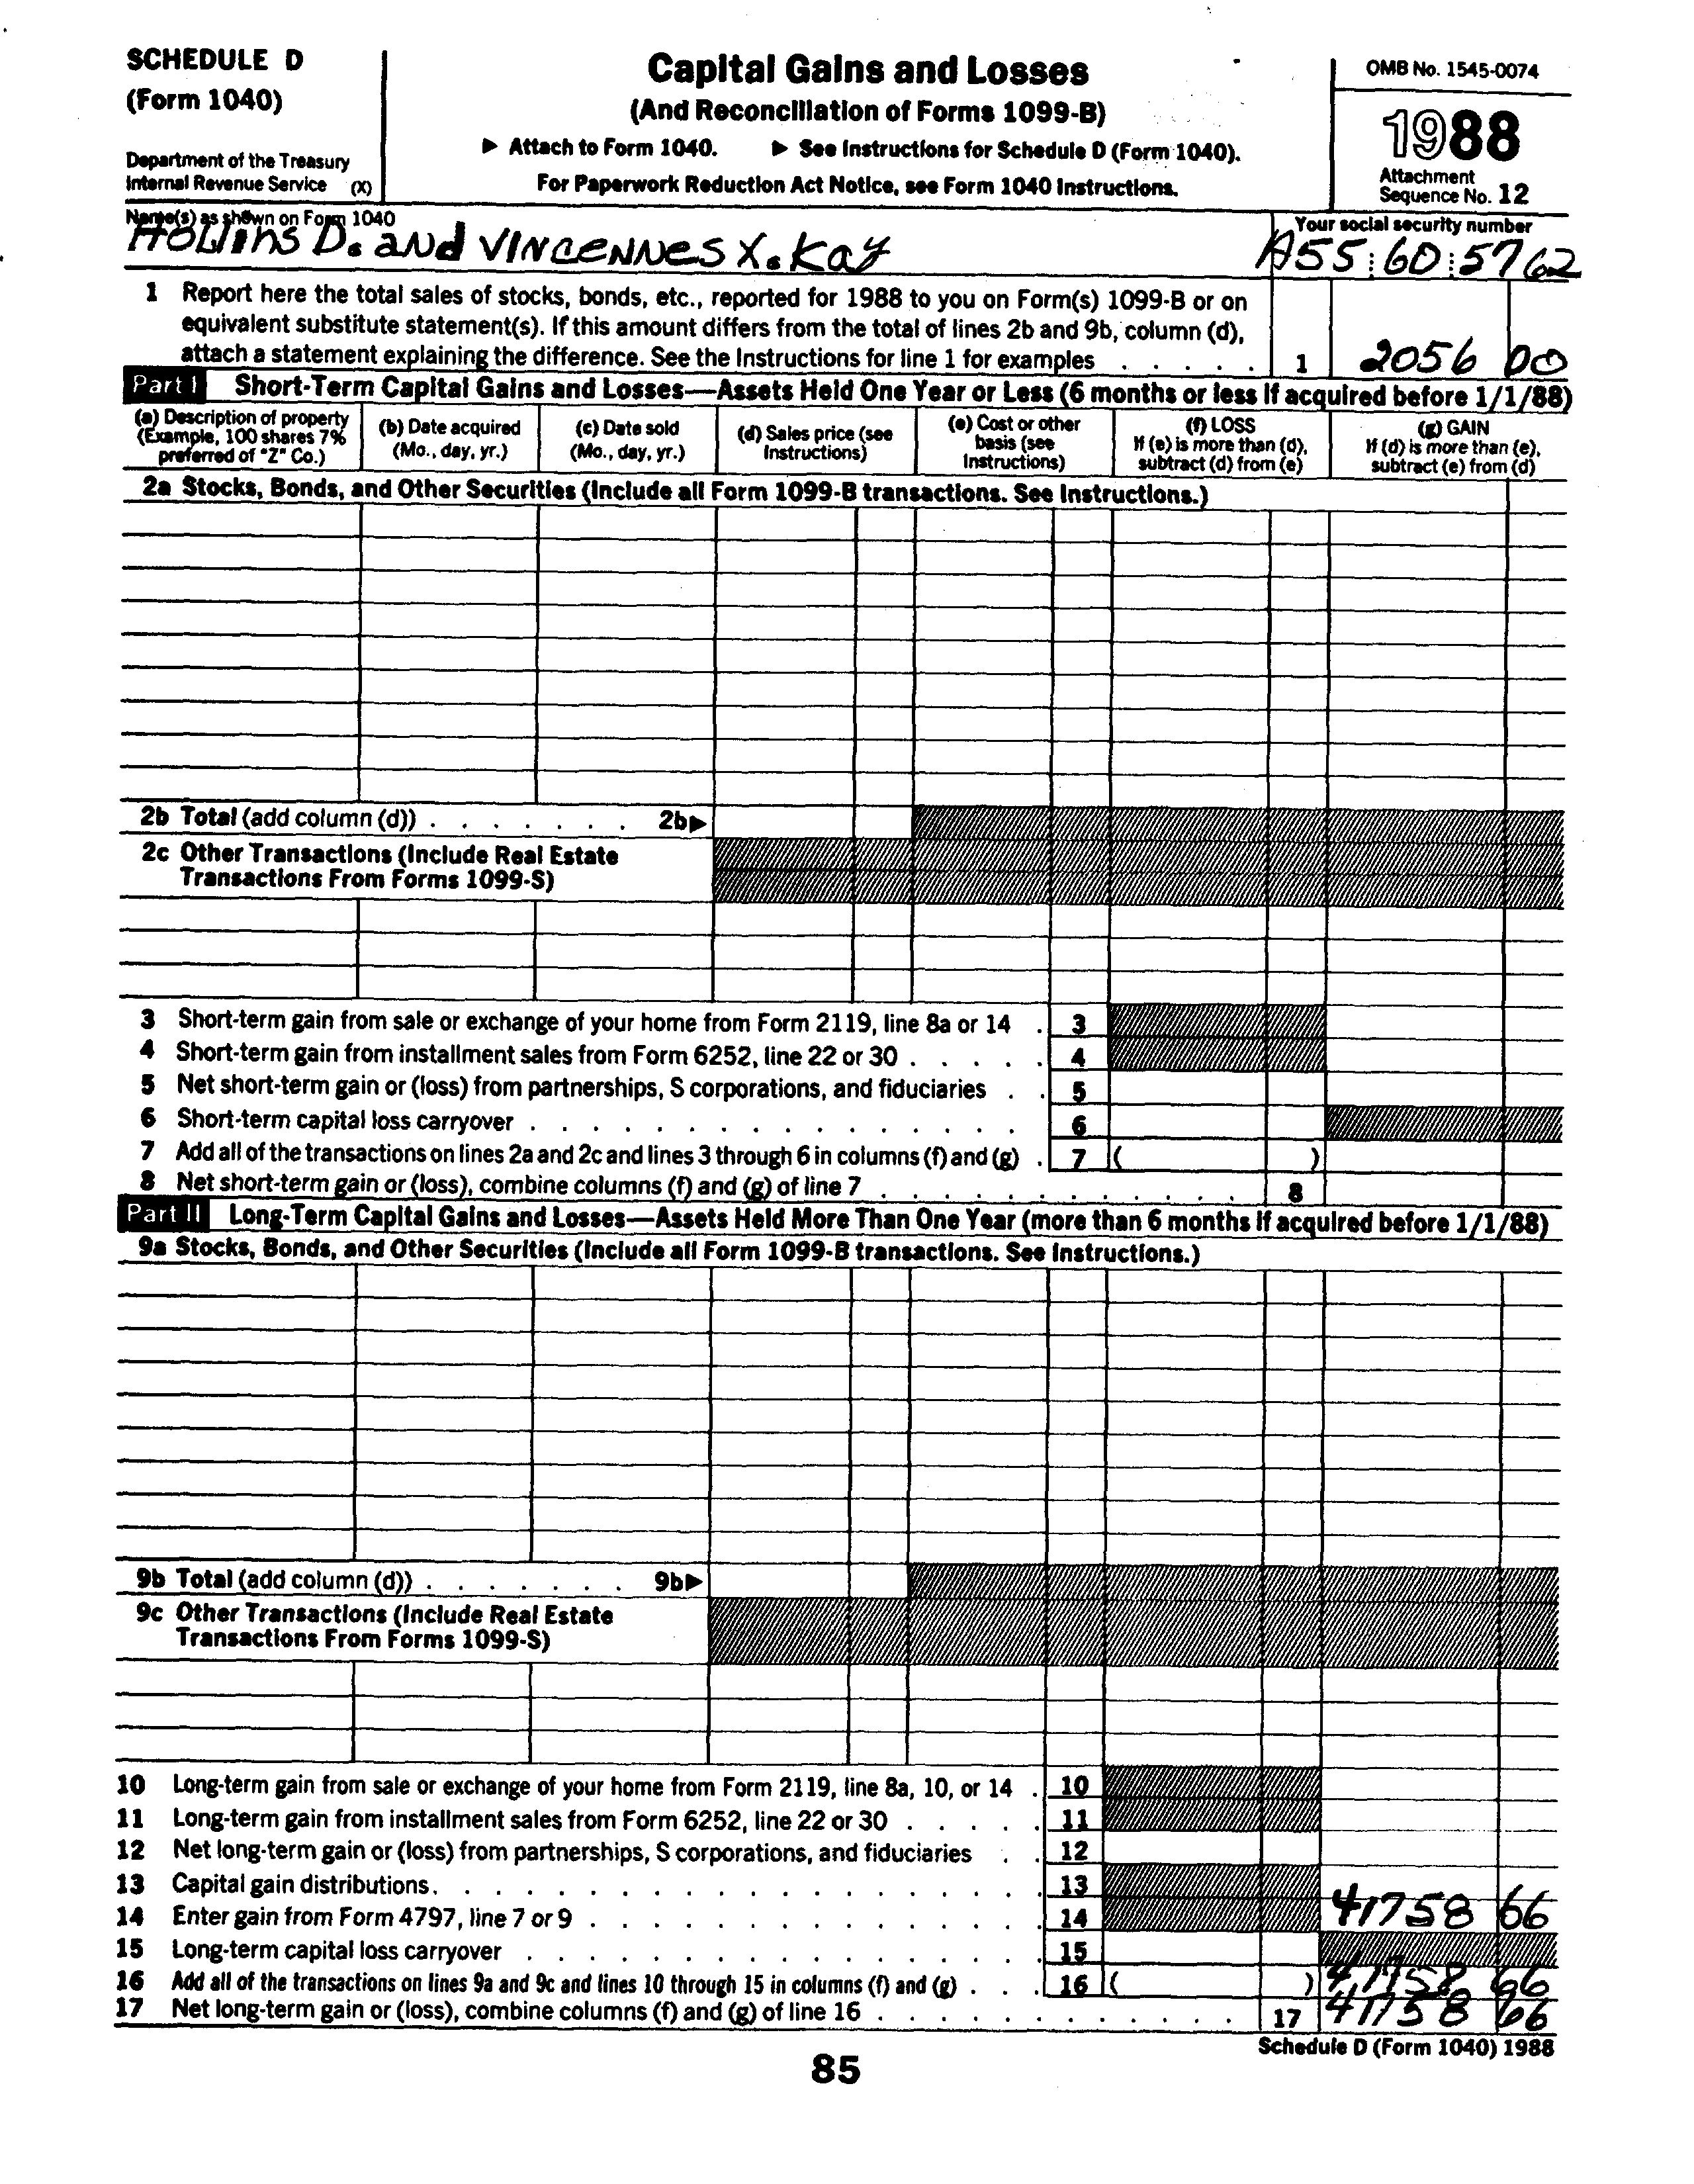 SCHEDULE D
(Form 1040)
Department of the Treasury
Internal Revenue Service (X)
Capital Gains and Losses
(And Reconciliation of Forms 1099-B)
▶ Attach to Form 1040. ▶ See Instructions for Schedule D (Form 1040).
For Paperwork Reduction Act Notice, see Form 1040 Instructions.
OMB No. 1545-0074
1988
Attachment
Sequence No. 12
Name(s) as shown on Form 1040
Hollins D. and VINCENNES X. Kay
Your social security number
A55:60:5762
1 Report here the total sales of stocks, bonds, etc., reported for 1988 to you on Form(s) 1099-B or on
equivalent substitute statement(s). If this amount differs from the total of lines 2b and 9b, column (d),
attach a statement explaining the difference. See the Instructions for line 1 for examples . . . . . 1 2056 00
Part I Short-Term Capital Gains and Losses—Assets Held One Year or Less (6 months or less if acquired before 1/1/88)
(a) Description of property
(Example, 100 shares 7%
preferred of "Z" Co.)
(b) Date acquired
(Mo., day, yr.)
(c) Date sold
(Mo., day, yr.)
(d) Sales price (see
Instructions)
(e) Cost or other
basis (see
Instructions)
(f) LOSS
If (e) is more than (d),
subtract (d) from (e)
(g) GAIN
If (d) is more than (e),
subtract (e) from (d)
2a Stocks, Bonds, and Other Securities (Include all Form 1099-B transactions. See Instructions.)
2b Total (add column (d)) . . . . . . . 2b▶
2c Other Transactions (Include Real Estate
Transactions From Forms 1099-S)
3 Short-term gain from sale or exchange of your home from Form 2119, line 8a or 14 . 3
4 Short-term gain from installment sales from Form 6252, line 22 or 30 . . . . . 4
5 Net short-term gain or (loss) from partnerships, S corporations, and fiduciaries . . 5
6 Short-term capital loss carryover . . . . . . . . . . . . . . . . 6
7 Add all of the transactions on lines 2a and 2c and lines 3 through 6 in columns (f) and (g) . 7 ( )
8 Net short-term gain or (loss), combine columns (f) and (g) of line 7 . . . . . . . . . . . . 8
Part II Long-Term Capital Gains and Losses—Assets Held More Than One Year (more than 6 months if acquired before 1/1/88)
9a Stocks, Bonds, and Other Securities (Include all Form 1099-B transactions. See Instructions.)
9b Total (add column (d)) . . . . . . . 9b▶
9c Other Transactions (Include Real Estate
Transactions From Forms 1099-S)
10 Long-term gain from sale or exchange of your home from Form 2119, line 8a, 10, or 14 . 10
11 Long-term gain from installment sales from Form 6252, line 22 or 30 . . . . . 11
12 Net long-term gain or (loss) from partnerships, S corporations, and fiduciaries . . 12
13 Capital gain distributions. . . . . . . . . . . . . . . . . . . . 13
14 Enter gain from Form 4797, line 7 or 9 . . . . . . . . . . . . . . . 14 41758 66
15 Long-term capital loss carryover . . . . . . . . . . . . . . . . . 15
16 Add all of the transactions on lines 9a and 9c and lines 10 through 15 in columns (f) and (g) . . . 16 ( ) 41758 66
17 Net long-term gain or (loss), combine columns (f) and (g) of line 16 . . . . . . . . . . . . 17 41758 66
Schedule D (Form 1040) 1988
85